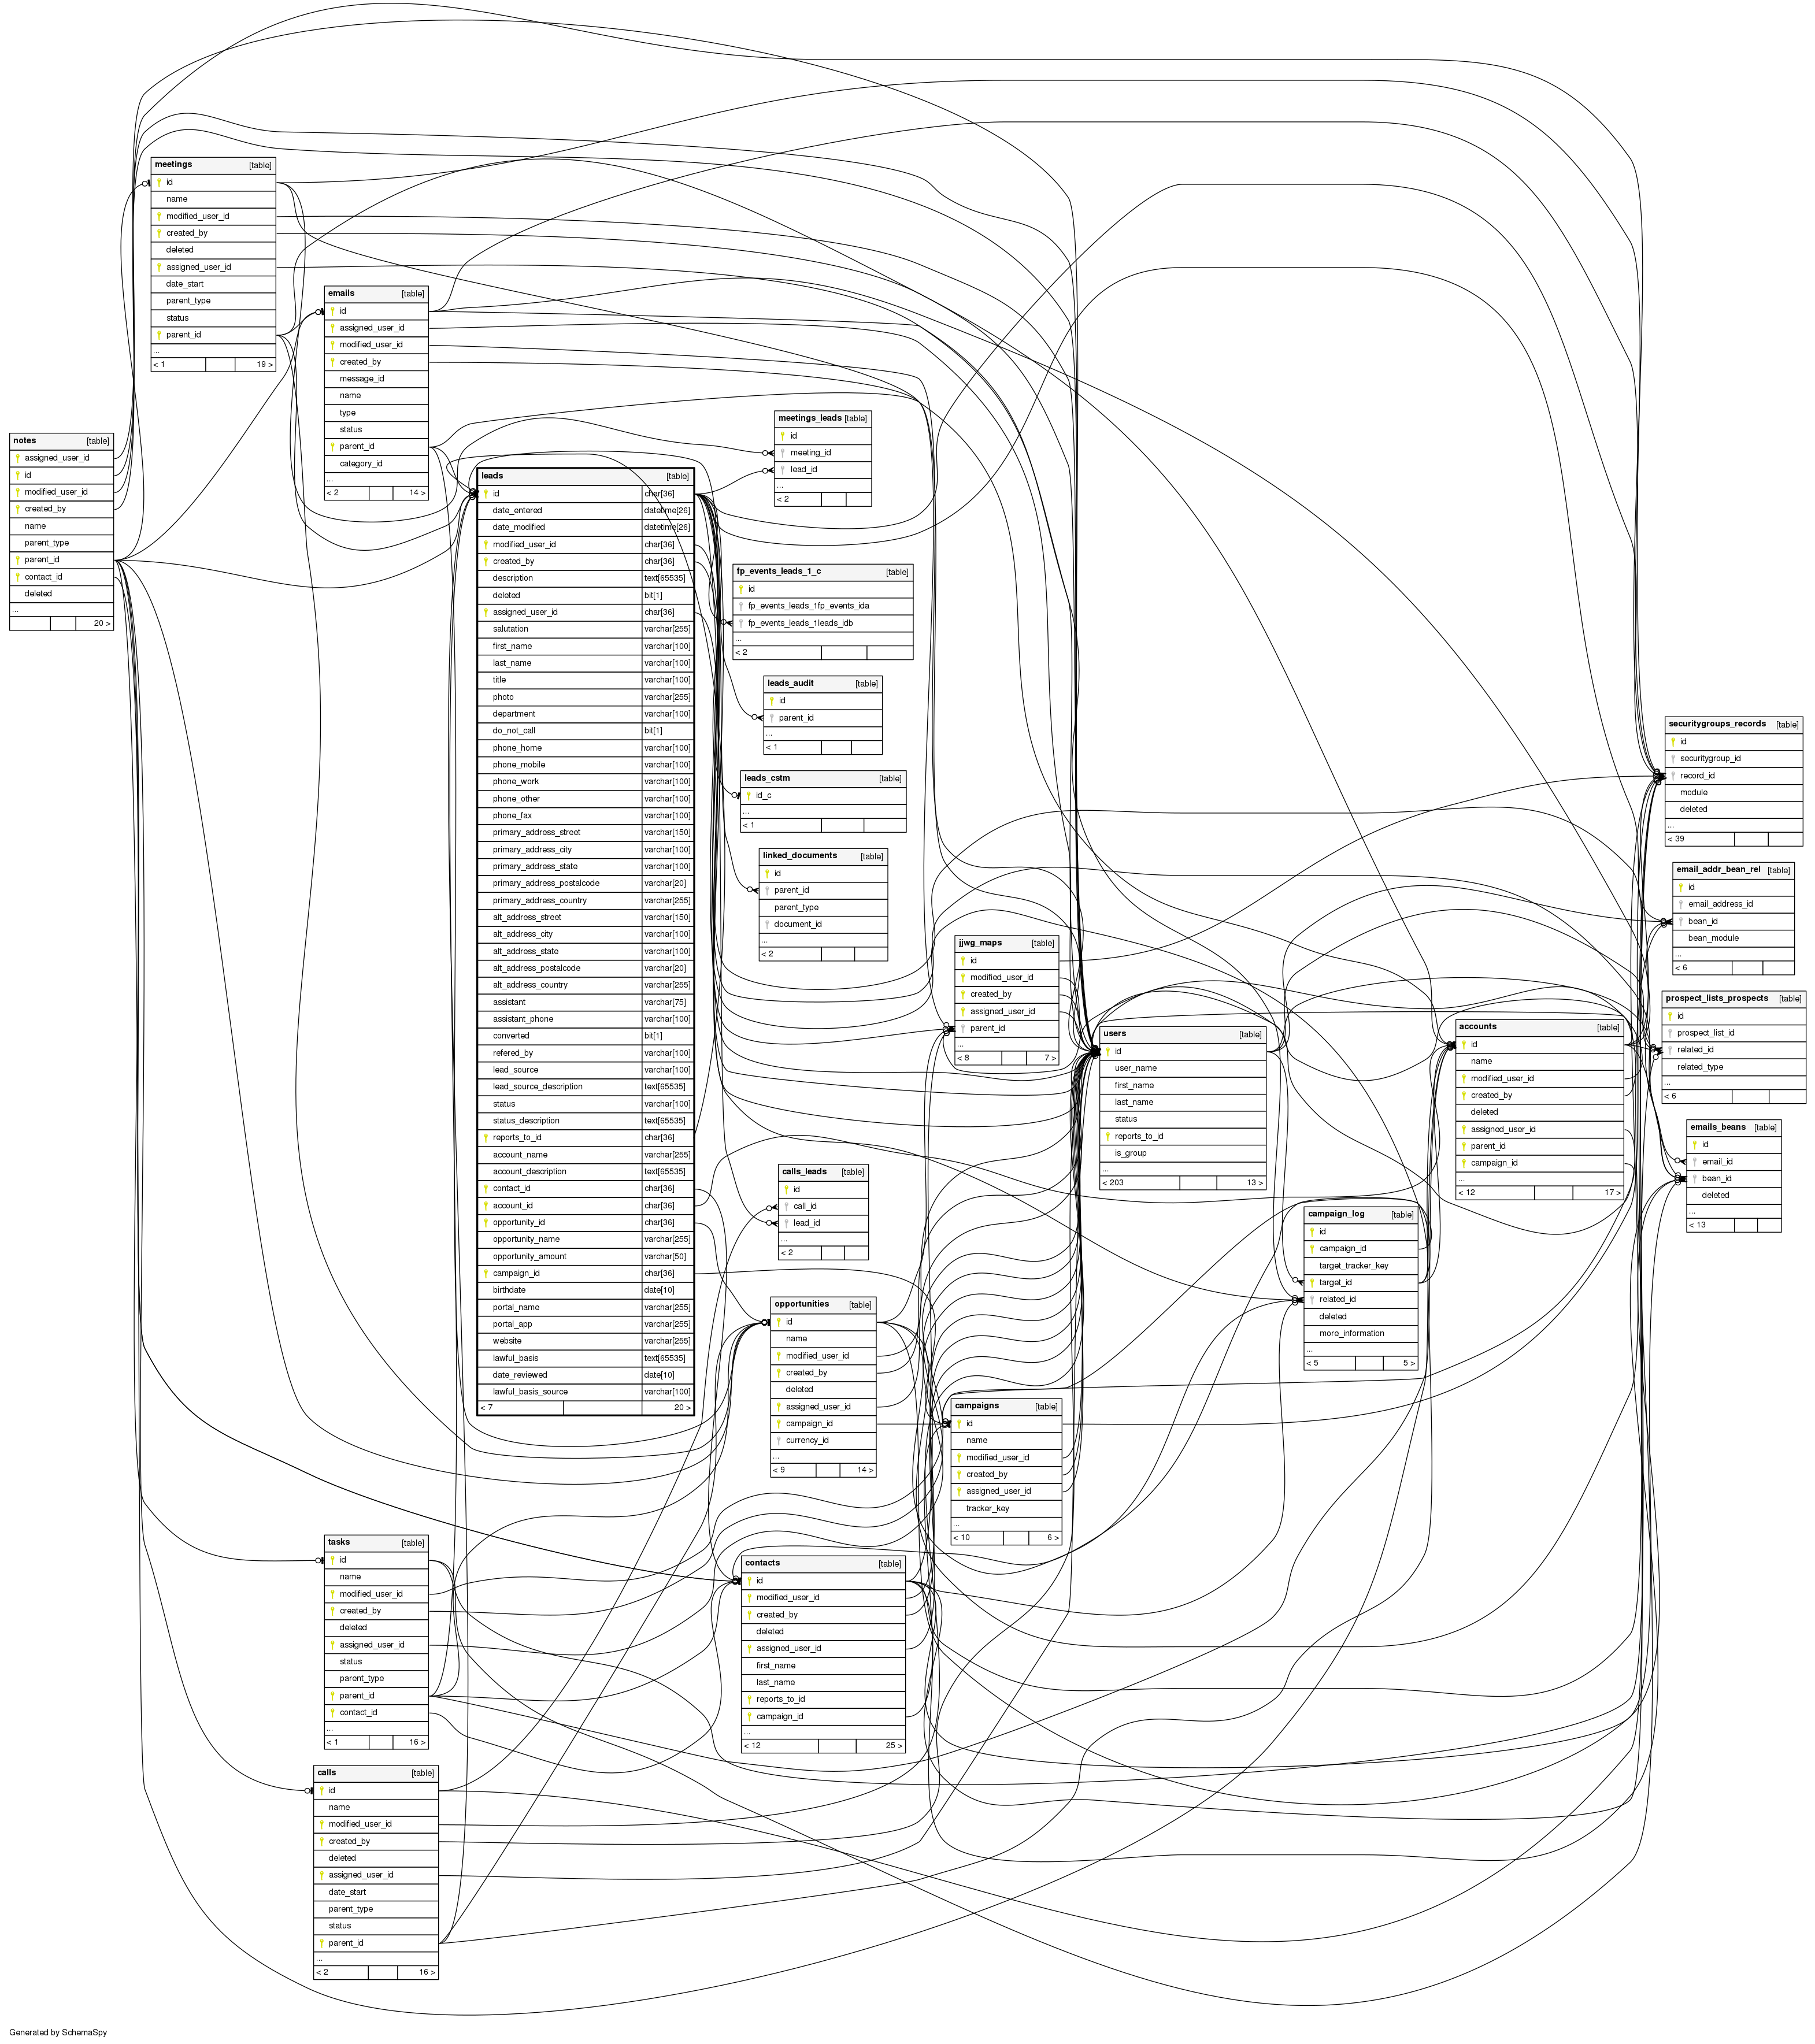 meetings [table]
id
name
modified_user_id
created_by
deleted
assigned_user_id
date_start
parent_type
status
parent_id
...
< 1 19 >
emails [table]
id
assigned_user_id
modified_user_id
created_by
message_id
name
type
status
parent_id
category_id
...
< 2 14 >
notes [table]
assigned_user_id
id
modified_user_id
created_by
name
parent_type
parent_id
contact_id
deleted
...
20 >
meetings_leads [table]
id
meeting_id
lead_id
...
< 2
leads [table]
id char[36]
date_entered datetime[26]
date_modified datetime[26]
modified_user_id char[36]
created_by char[36]
description text[65535]
deleted bit[1]
assigned_user_id char[36]
salutation varchar[255]
first_name varchar[100]
last_name varchar[100]
title varchar[100]
photo varchar[255]
department varchar[100]
do_not_call bit[1]
phone_home varchar[100]
phone_mobile varchar[100]
phone_work varchar[100]
phone_other varchar[100]
phone_fax varchar[100]
primary_address_street varchar[150]
primary_address_city varchar[100]
primary_address_state varchar[100]
primary_address_postalcode varchar[20]
primary_address_country varchar[255]
alt_address_street varchar[150]
alt_address_city varchar[100]
alt_address_state varchar[100]
alt_address_postalcode varchar[20]
alt_address_country varchar[255]
assistant varchar[75]
assistant_phone varchar[100]
converted bit[1]
refered_by varchar[100]
lead_source varchar[100]
lead_source_description text[65535]
status varchar[100]
status_description text[65535]
reports_to_id char[36]
account_name varchar[255]
account_description text[65535]
contact_id char[36]
account_id char[36]
opportunity_id char[36]
opportunity_name varchar[255]
opportunity_amount varchar[50]
campaign_id char[36]
birthdate date[10]
portal_name varchar[255]
portal_app varchar[255]
website varchar[255]
lawful_basis text[65535]
date_reviewed date[10]
lawful_basis_source varchar[100]
< 7 20 >
fp_events_leads_1_c [table]
id
fp_events_leads_1fp_events_ida
fp_events_leads_1leads_idb
...
< 2
leads_audit [table]
id
parent_id
...
< 1
leads_cstm [table]
id_c
...
< 1
linked_documents [table]
id
parent_id
parent_type
document_id
...
< 2
jjwg_maps [table]
id
modified_user_id
created_by
assigned_user_id
parent_id
...
< 8 7 >
users [table]
id
user_name
first_name
last_name
status
reports_to_id
is_group
...
< 203 13 >
accounts [table]
id
name
modified_user_id
created_by
deleted
assigned_user_id
parent_id
campaign_id
...
< 12 17 >
securitygroups_records [table]
id
securitygroup_id
record_id
module
deleted
...
< 39
email_addr_bean_rel [table]
id
email_address_id
bean_id
bean_module
...
< 6
prospect_lists_prospects [table]
id
prospect_list_id
related_id
related_type
...
< 6
emails_beans [table]
id
email_id
bean_id
deleted
...
< 13
calls_leads [table]
id
call_id
lead_id
...
< 2
campaign_log [table]
id
campaign_id
target_tracker_key
target_id
related_id
deleted
more_information
...
< 5 5 >
opportunities [table]
id
name
modified_user_id
created_by
deleted
assigned_user_id
campaign_id
currency_id
...
< 9 14 >
campaigns [table]
id
name
modified_user_id
created_by
assigned_user_id
tracker_key
...
< 10 6 >
tasks [table]
id
name
modified_user_id
created_by
deleted
assigned_user_id
status
parent_type
parent_id
contact_id
...
< 1 16 >
contacts [table]
id
modified_user_id
created_by
deleted
assigned_user_id
first_name
last_name
reports_to_id
campaign_id
...
< 12 25 >
calls [table]
id
name
modified_user_id
created_by
deleted
assigned_user_id
date_start
parent_type
status
parent_id
...
< 2 16 >
Generated by SchemaSpy